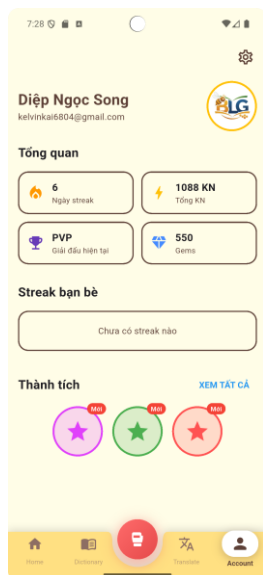 7:28
Diệp Ngọc Song
kelvinkai6804@gmail.com
BLG
Tổng quan
6
Ngày streak
1088 KN
Tổng KN
PVP
Giải đấu hiện tại
550
Gems
Streak bạn bè
Chưa có streak nào
Thành tích
XEM TẤT CẢ
Mới
Mới
Mới
Home
Dictionary
Translate
Account